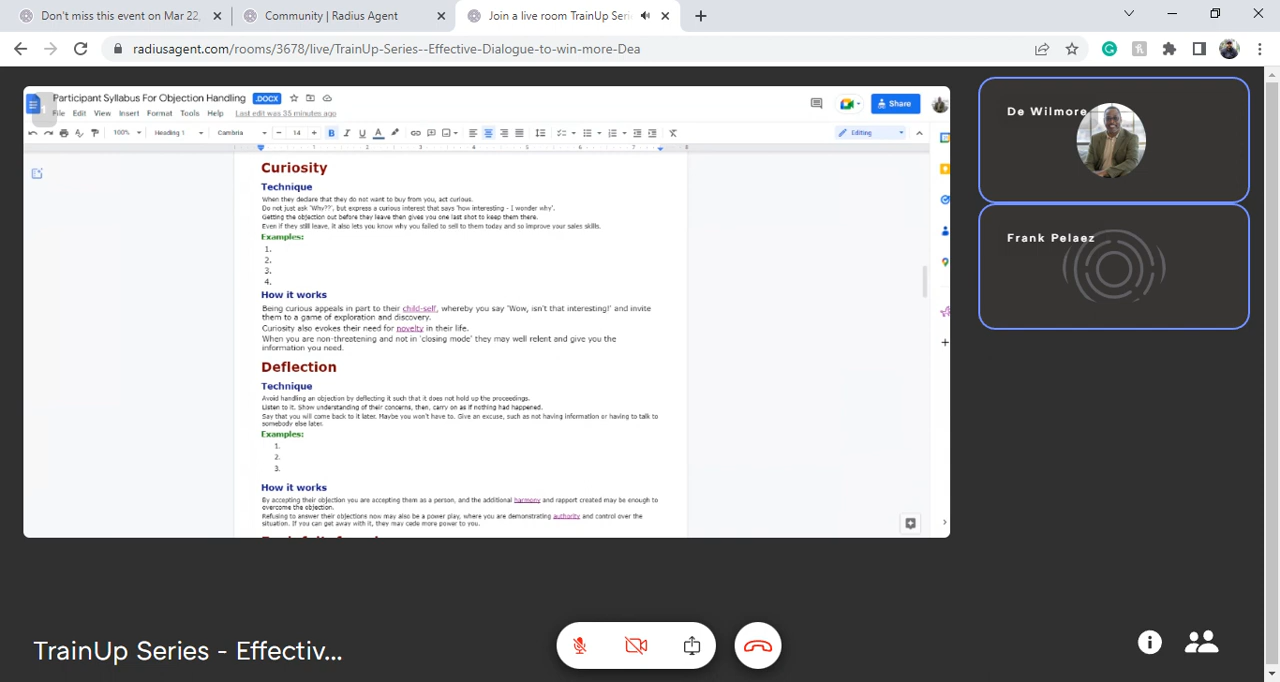 Don't miss this event on Mar 22,
Community | Radius Agent
Join a live room TrainUp Seri
radiusagent.com/rooms/3678/live/TrainUp-Series--Effective-Dialogue-to-win-more-Dea
Participant Syllabus For Objection Handling .DOCX
File Edit View Insert Format Tools Help Last edit was 35 minutes ago
Share
100% Heading 1 Cambria 14 Editing
Curiosity
Technique
When they declare that they do not want to buy from you, act curious.
Do not just ask 'Why??', but express a curious interest that says 'how interesting - I wonder why'.
Getting the objection out before they leave then gives you one last shot to keep them there.
Even if they still leave, it also lets you know why you failed to sell to them today and so improve your sales skills.
Examples:
1.
2.
3.
4.
How it works
Being curious appeals in part to their child-self, whereby you say 'Wow, isn't that interesting!' and invite
them to a game of exploration and discovery.
Curiosity also evokes their need for novelty in their life.
When you are non-threatening and not in 'closing mode' they may well relent and give you the
information you need.
Deflection
Technique
Avoid handling an objection by deflecting it such that it does not hold up the proceedings.
Listen to it. Show understanding of their concerns, then, carry on as if nothing had happened.
Say that you will come back to it later. Maybe you won't have to. Give an excuse, such as not having information or having to talk to
somebody else later.
Examples:
1.
2.
3.
How it works
By accepting their objection you are accepting them as a person, and the additional harmony and rapport created may be enough to
overcome the objection.
Refusing to answer their objections now may also be a power play, where you are demonstrating authority and control over the
situation. If you can get away with it, they may cede more power to you.
De Wilmore
Frank Pelaez
TrainUp Series - Effectiv...